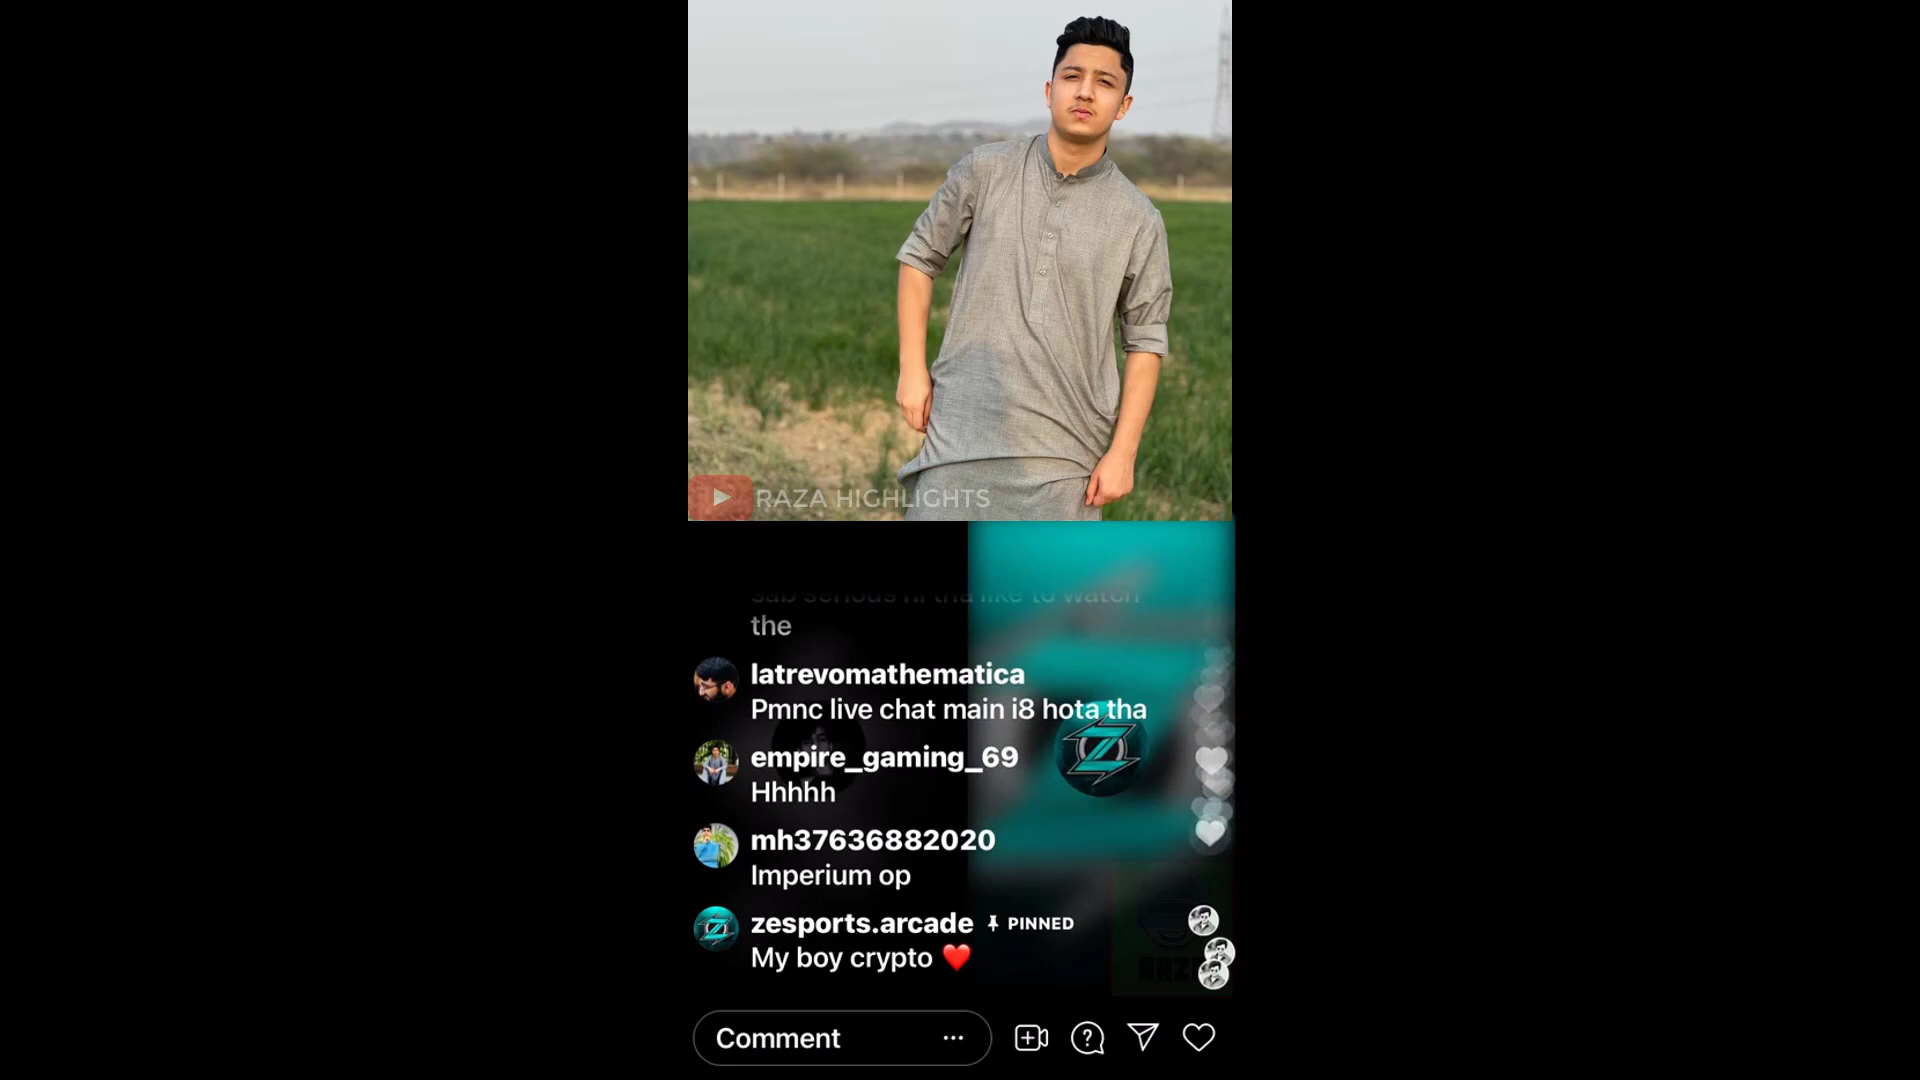 RAZA HIGHLIGHTS
sab serious hi tha like to watch
the
latrevomathematica
Pmnc live chat main i8 hota tha
empire_gaming_69
Hhhhh
mh37636882020
Imperium op
zesports.arcade PINNED
My boy crypto ❤️
Comment ...